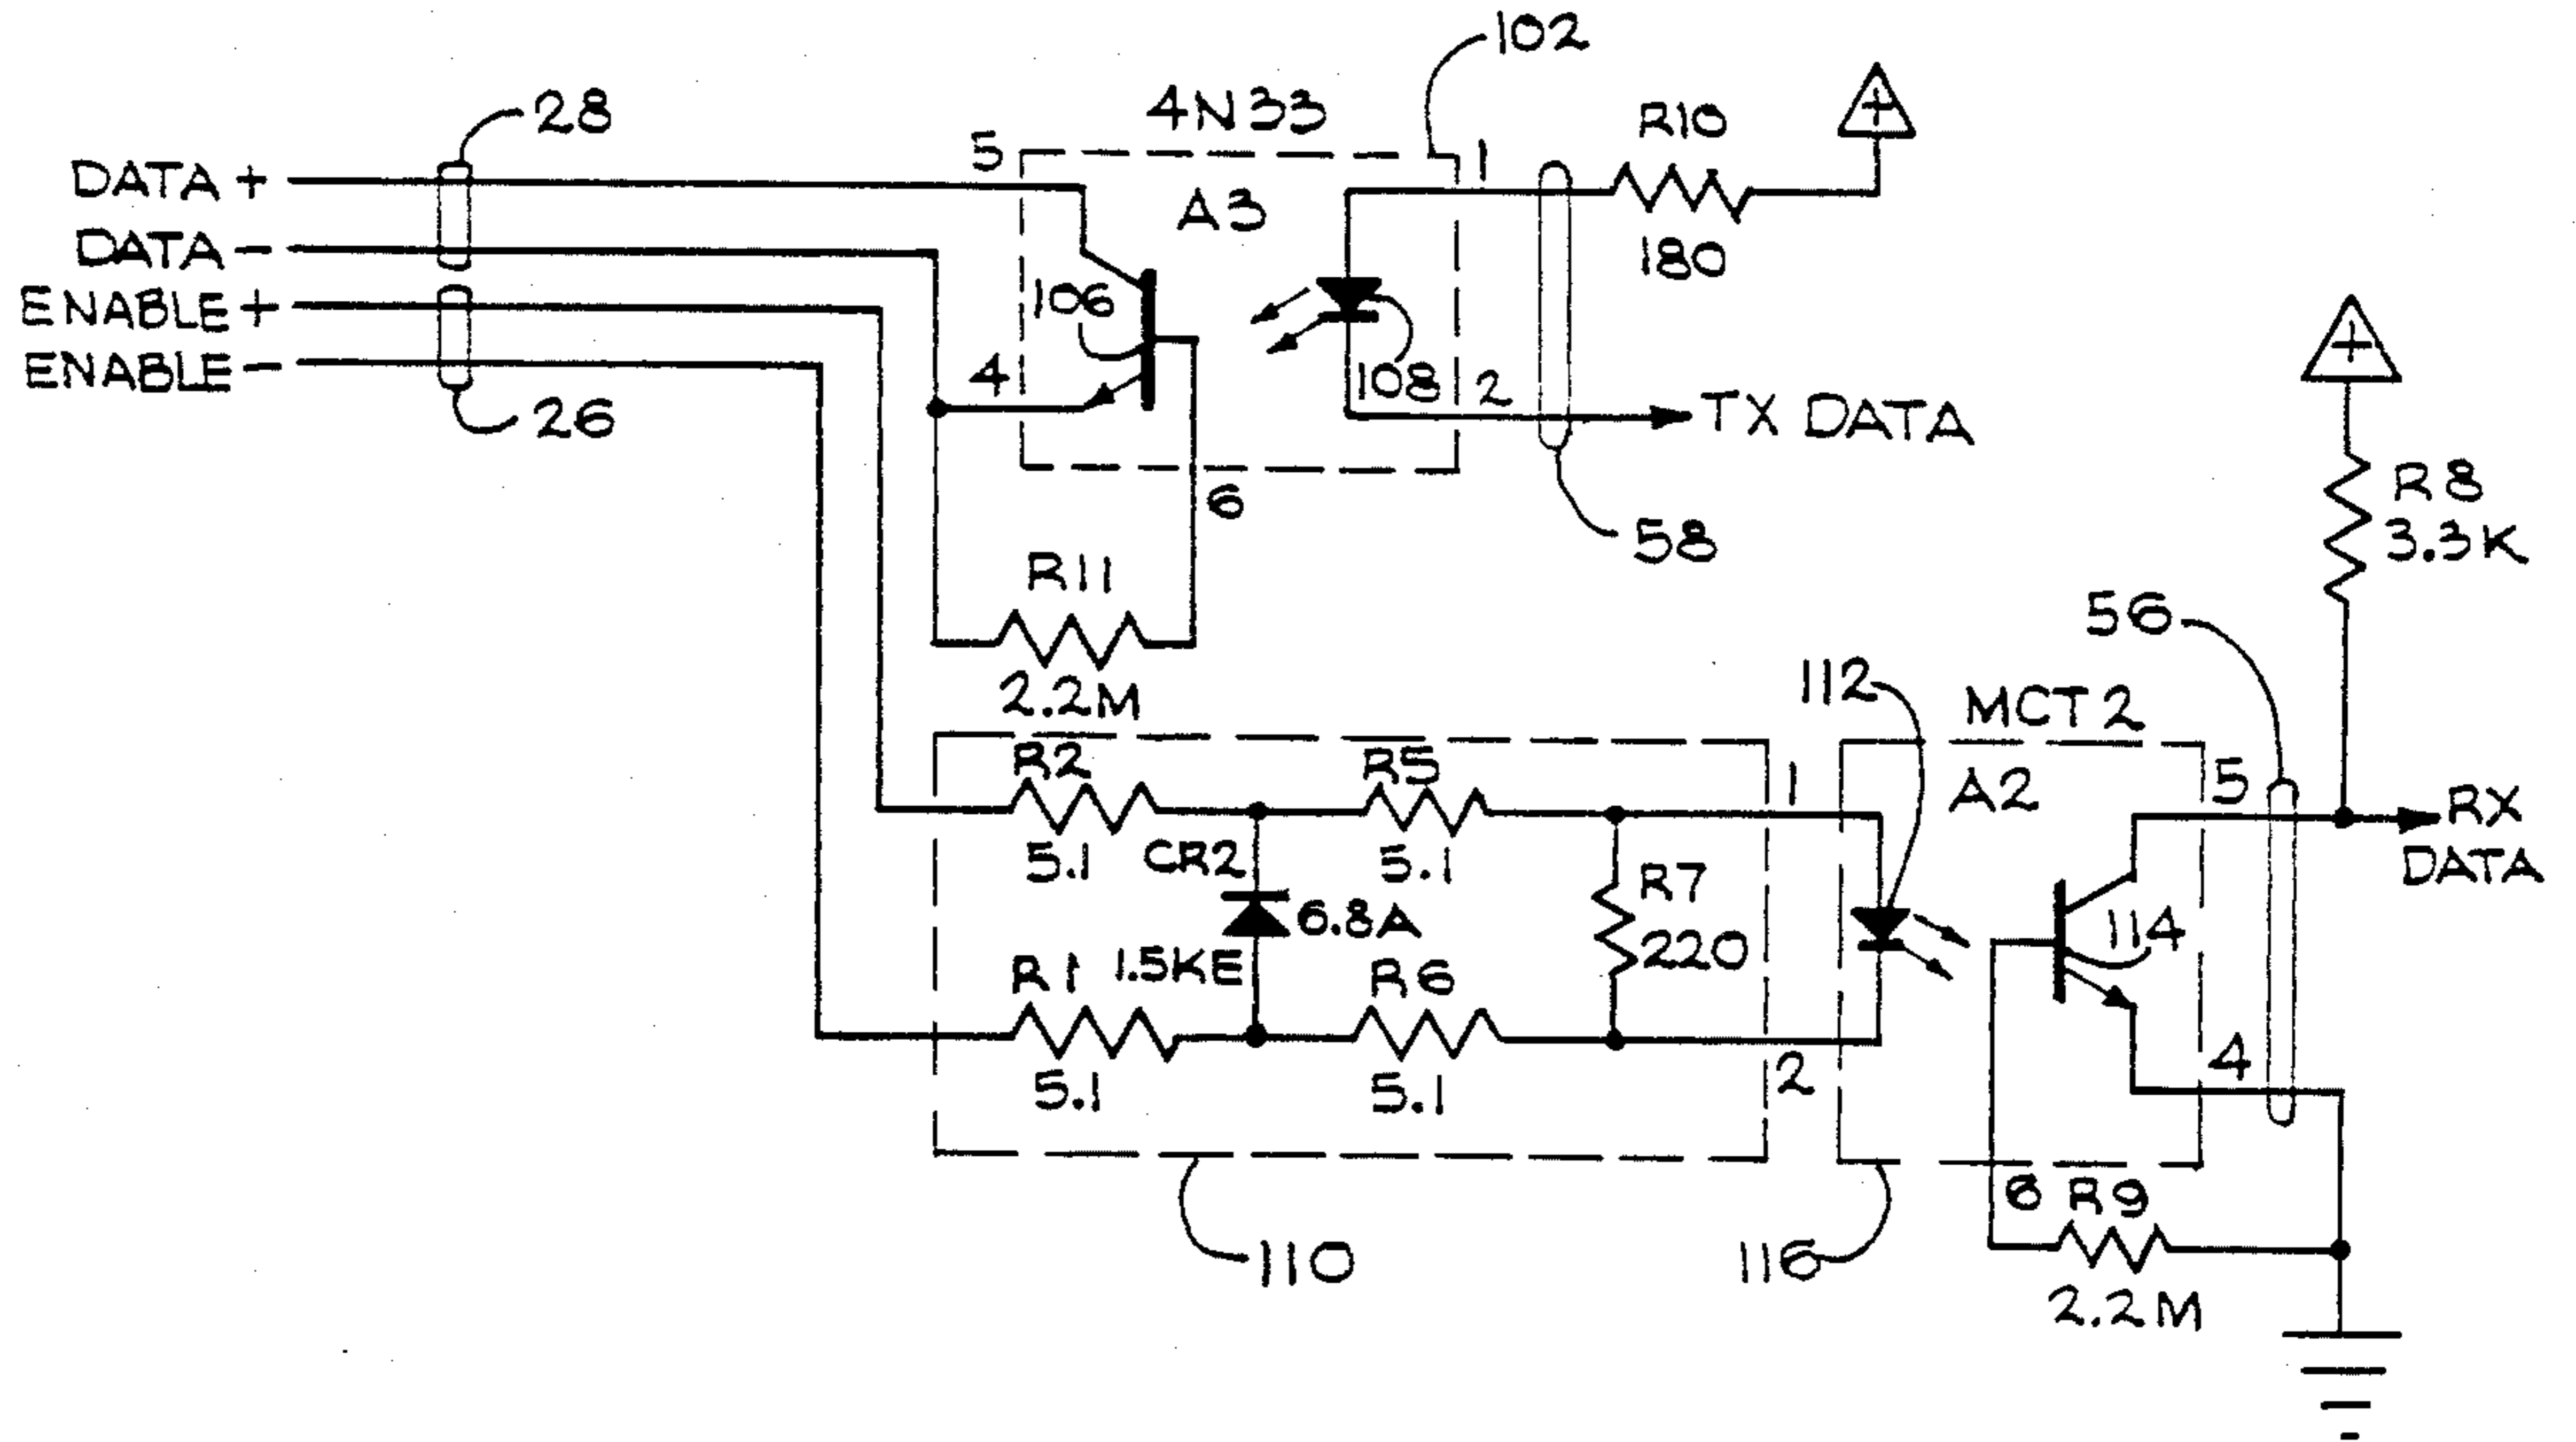 102
28
4N33
R10
5
1
DATA +
A3
DATA -
180
106
ENABLE +
4
108
2
ENABLE -
TX DATA
26
6
R8
58
3.3K
R11
56
2.2M
112
MCT2
R2
R5
1
A2
5
RX
DATA
5.1
CR2
5.1
R7
6.8A
220
114
R1
1.5KE
R6
4
5.1
5.1
2
6
R9
110
116
2.2M